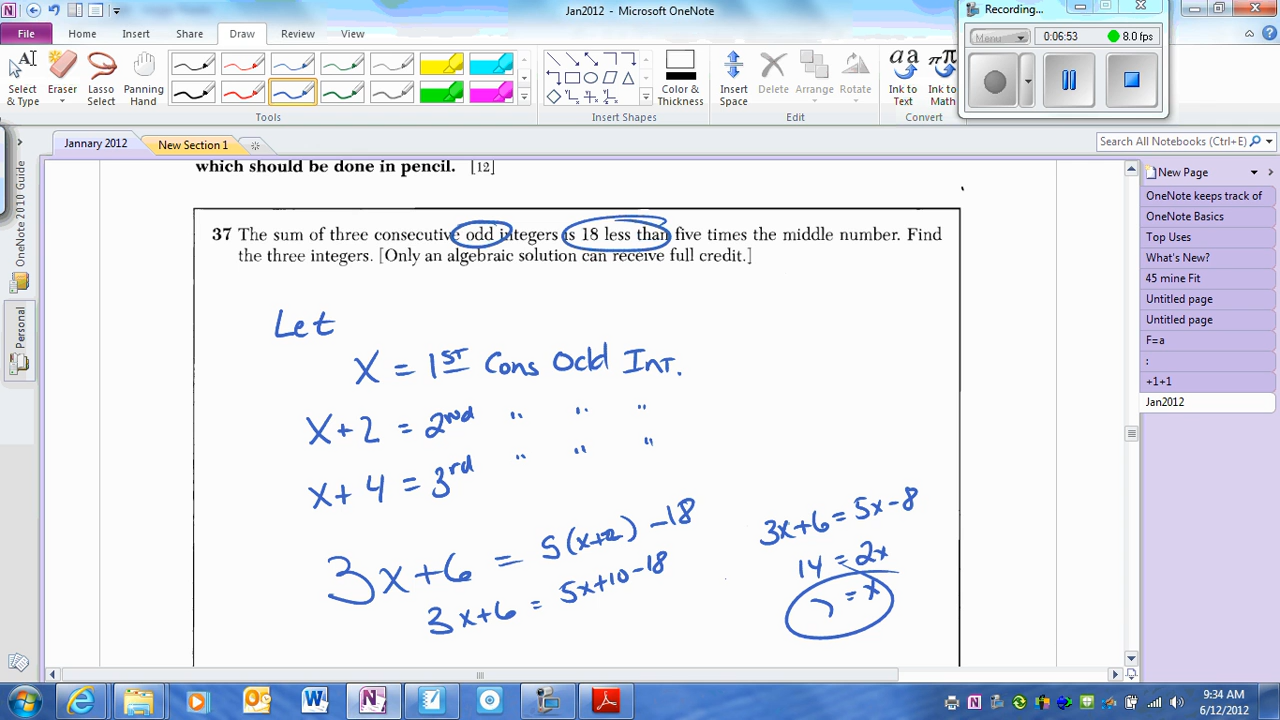 Jan2012 - Microsoft OneNote
Recording...
Menu
0:06:53
8.0 fps
File Home Insert Share Draw Review View
Select & Type
Eraser
Lasso Select
Panning Hand
Color & Thickness
Insert Space
Delete
Arrange
Rotate
Ink to Text
Ink to Math
Tools
Insert Shapes
Edit
Convert
Jannary 2012
New Section 1
Search All Notebooks (Ctrl+E)
OneNote 2010 Guide
Personal
New Page
OneNote keeps track of
OneNote Basics
Top Uses
What's New?
45 mine Fit
Untitled page
Untitled page
F=a
:
+1+1
Jan2012
which should be done in pencil. [12]
37 The sum of three consecutive odd integers is 18 less than five times the middle number. Find
the three integers. [Only an algebraic solution can receive full credit.]
Let
X = 1ST Cons Odd Int.
X+2 = 2nd " " "
X+4 = 3rd " " "
3x+6 = 5(x+2) -18
3x+6 = 5x+10-18
3x+6=5x-8
14 = 2x
7 = x
9:34 AM
6/12/2012